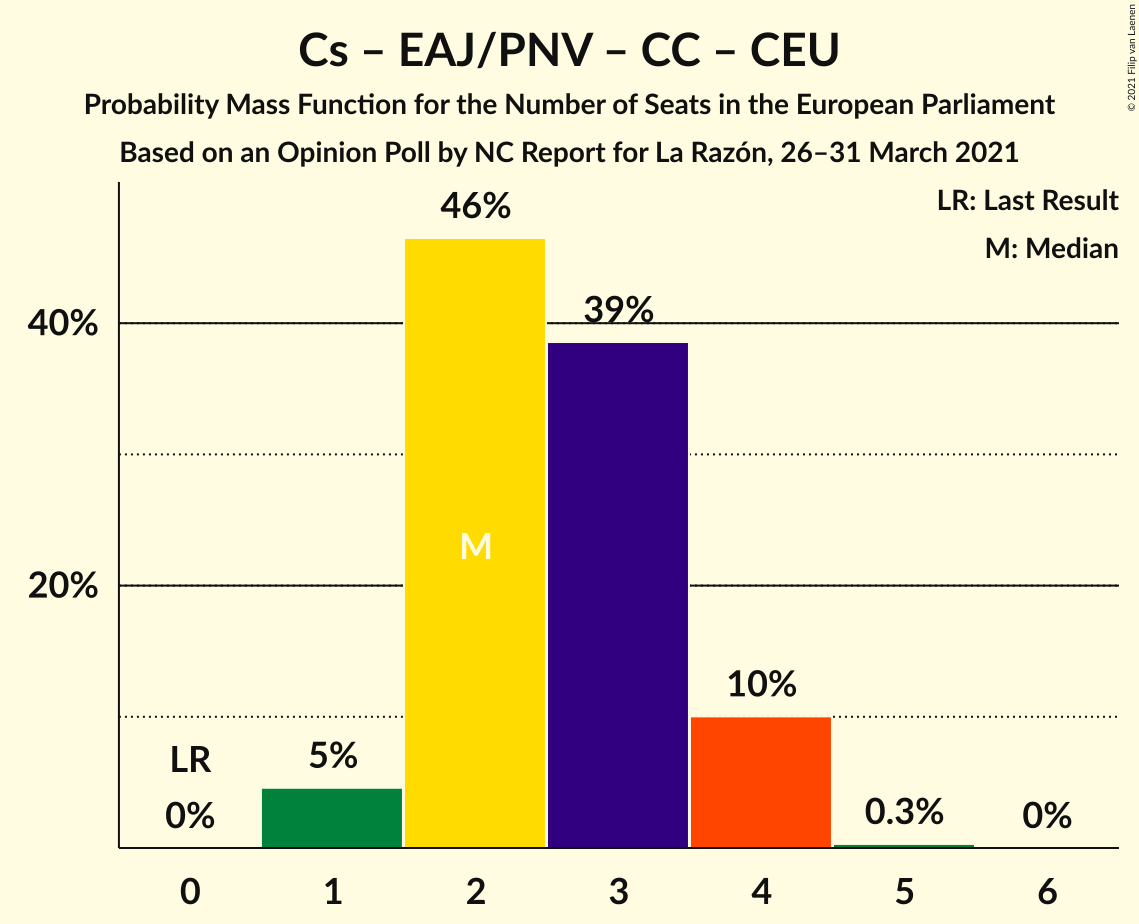 Cs – EAJ/PNV – CC – CEU
Probability Mass Function for the Number of Seats in the European Parliament
Based on an Opinion Poll by NC Report for La Razón, 26–31 March 2021
© 2021 Filip van Laenen
LR: Last Result
M: Median
46%
39%
40%
M
20%
10%
LR
5%
0%
0.3%
0%
0 1 2 3 4 5 6